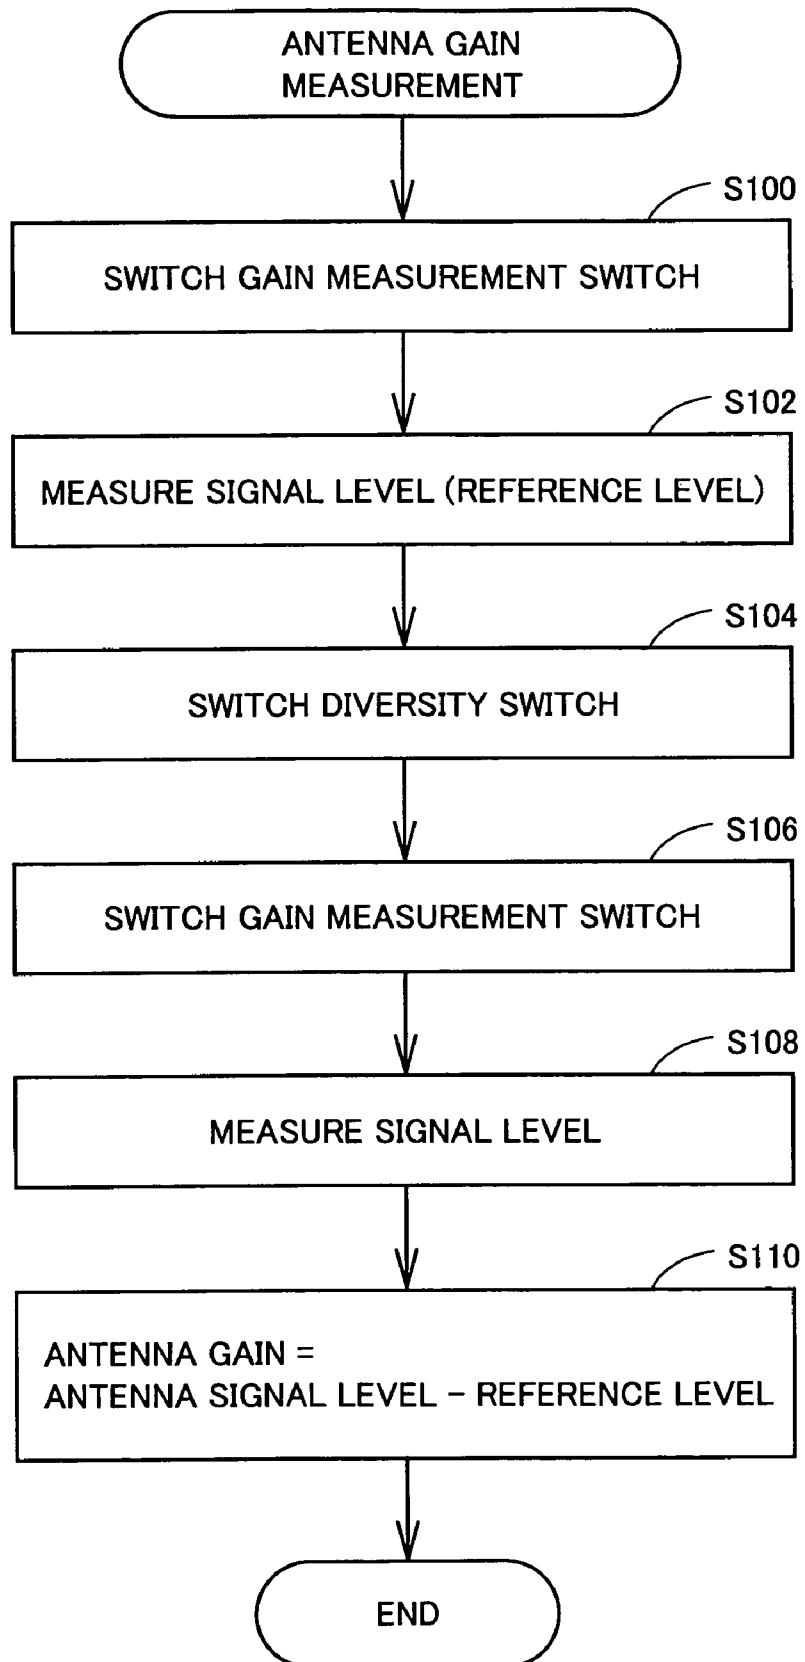 ANTENNA GAIN
MEASUREMENT
S100
SWITCH GAIN MEASUREMENT SWITCH
S102
MEASURE SIGNAL LEVEL (REFERENCE LEVEL)
S104
SWITCH DIVERSITY SWITCH
S106
SWITCH GAIN MEASUREMENT SWITCH
S108
MEASURE SIGNAL LEVEL
S110
ANTENNA GAIN =
ANTENNA SIGNAL LEVEL – REFERENCE LEVEL
END